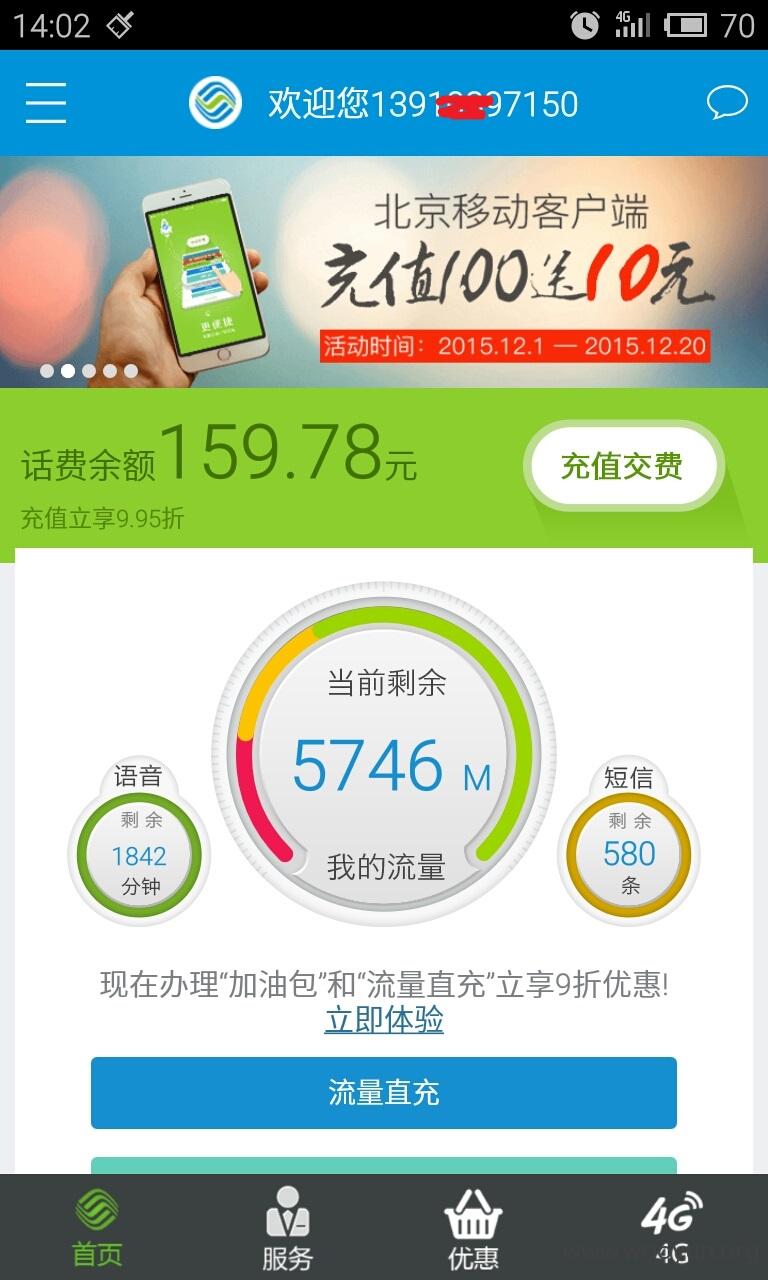 14:02
4G
70
欢迎您1391 97150
北京移动客户端
充值100送10元
活动时间：2015.12.1 — 2015.12.20
更便捷
话费余额159.78元
充值交费
充值立享9.95折
当前剩余
5746 M
我的流量
语音
剩余
1842
分钟
短信
剩余
580
条
现在办理“加油包”和“流量直充”立享9折优惠!
立即体验
流量直充
首页
服务
优惠
4G
4G